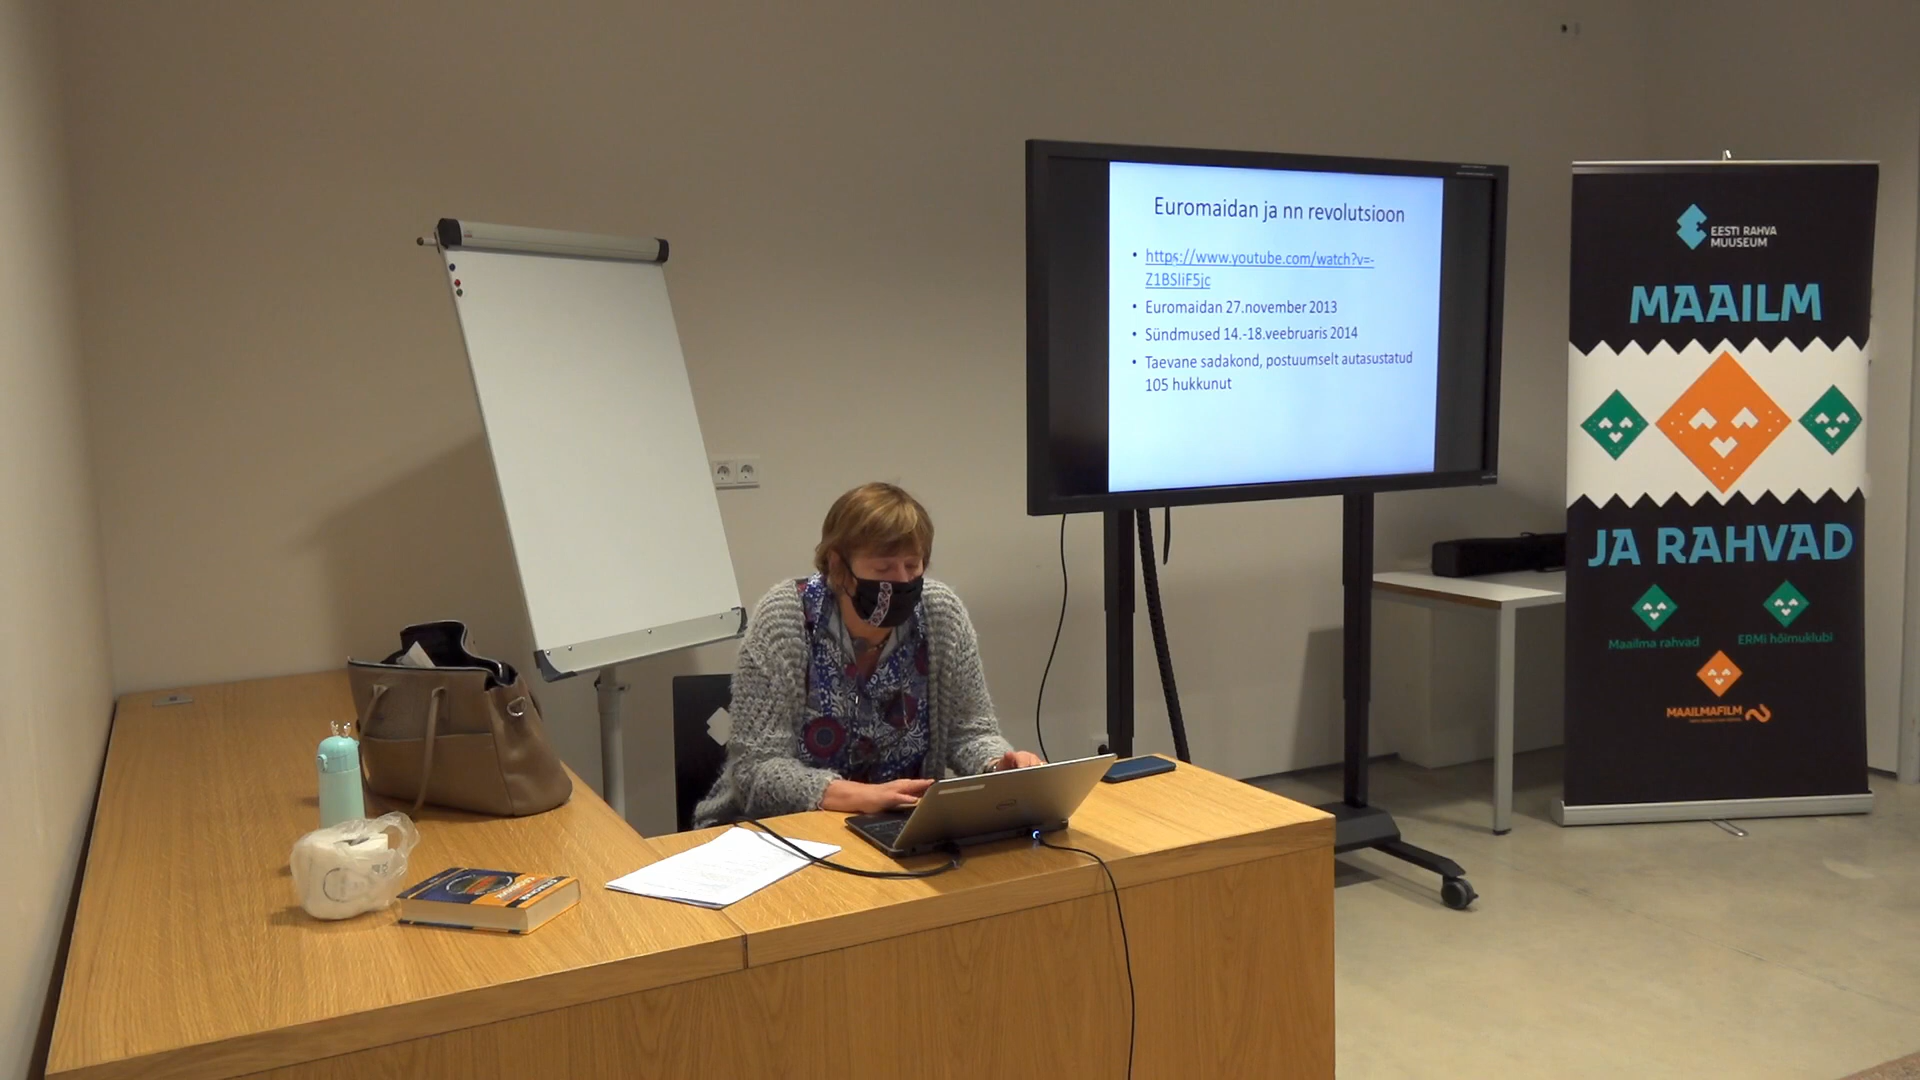 Euromaidan ja nn revolutsioon
• https://www.youtube.com/watch?v=-
Z1BSIiF5jc
• Euromaidan 27.november 2013
• Sündmused 14.-18.veebruaris 2014
• Taevane sadakond, postuumselt autasustatud
105 hukkunut
EESTI RAHVA
MUUSEUM
MAAILM
JA RAHVAD
Maailma rahvad
ERMi hõimuklubi
MAAILMAFILM